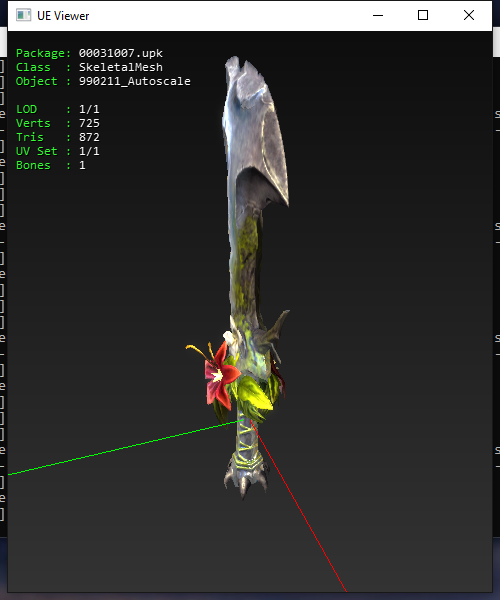 UE Viewer
Package: 00031007.upk
Class  : SkeletalMesh
Object : 990211_Autoscale
LOD    : 1/1
Verts  : 725
Tris   : 872
UV Set : 1/1
Bones  : 1